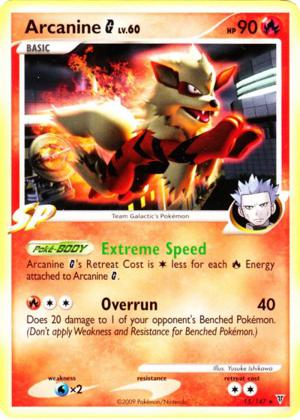 Arcanine G LV.60 HP 90
BASIC
SP
Team Galactic's Pokémon
Poké-BODY Extreme Speed
Arcanine G's Retreat Cost is less for each Energy
attached to Arcanine G.
Overrun 40
Does 20 damage to 1 of your opponent's Benched Pokémon.
(Don't apply Weakness and Resistance for Benched Pokémon.)
Illus. Yusuke Ishikawa
weakness resistance retreat cost
×2
©2009 Pokémon/Nintendo
15/147